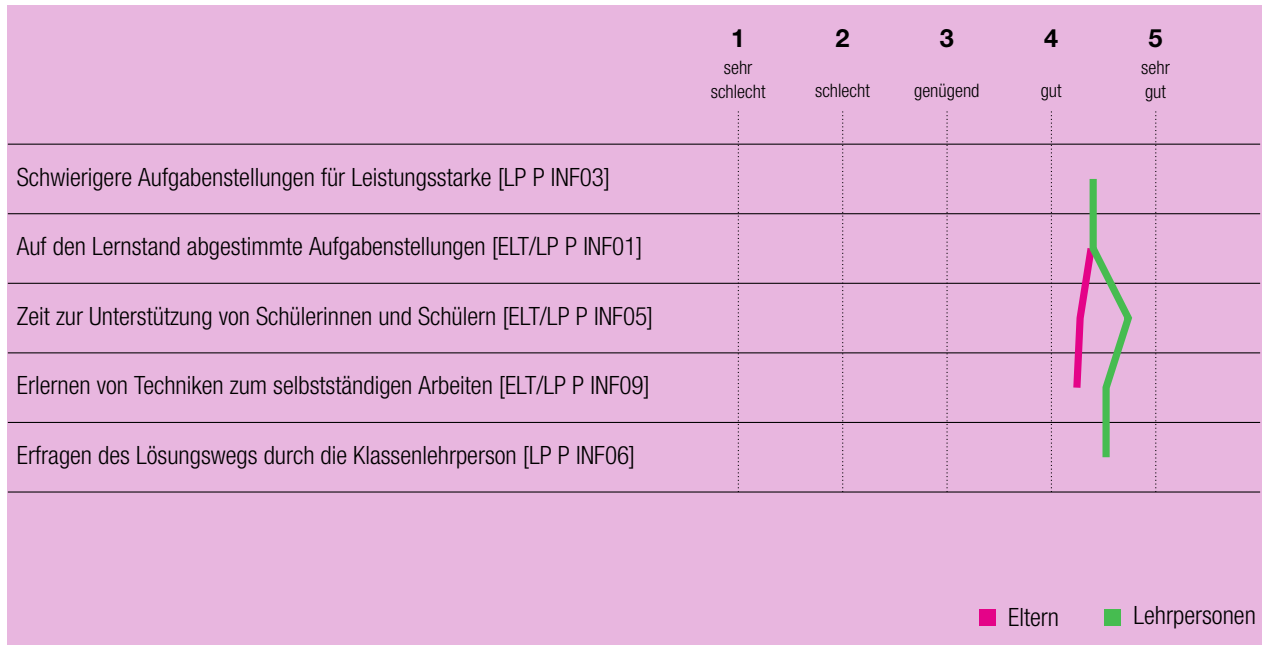 1 2 3 4 5
sehr schlecht schlecht genügend gut sehr gut
Schwierigere Aufgabenstellungen für Leistungsstarke [LP P INF03]
Auf den Lernstand abgestimmte Aufgabenstellungen [ELT/LP P INF01]
Zeit zur Unterstützung von Schülerinnen und Schülern [ELT/LP P INF05]
Erlernen von Techniken zum selbstständigen Arbeiten [ELT/LP P INF09]
Erfragen des Lösungswegs durch die Klassenlehrperson [LP P INF06]
Eltern Lehrpersonen